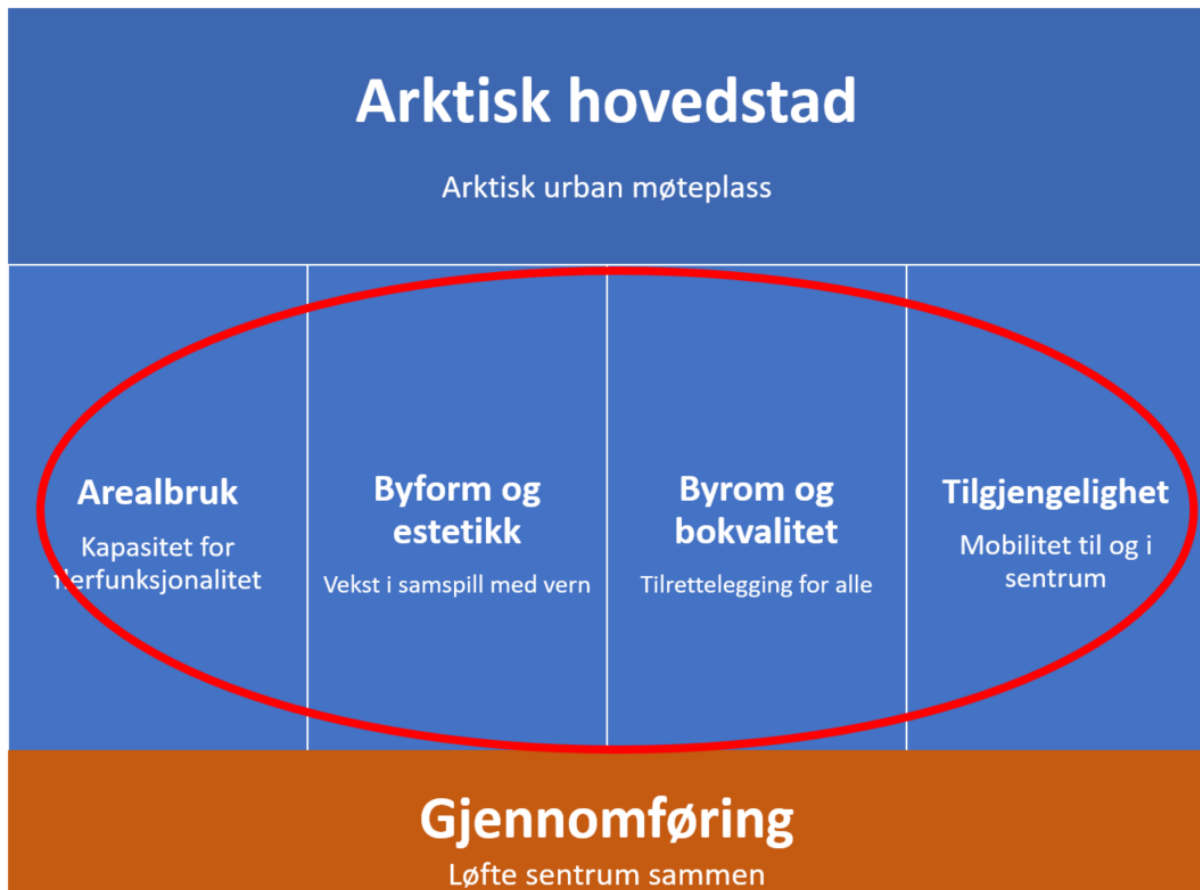 Arktisk hovedstad
Arktisk urban møteplass
Arealbruk
Kapasitet for
flerfunksjonalitet
Byform og
estetikk
Vekst i samspill med vern
Byrom og
bokvalitet
Tilrettelegging for alle
Tilgjengelighet
Mobilitet til og i
sentrum
Gjennomføring
Løfte sentrum sammen